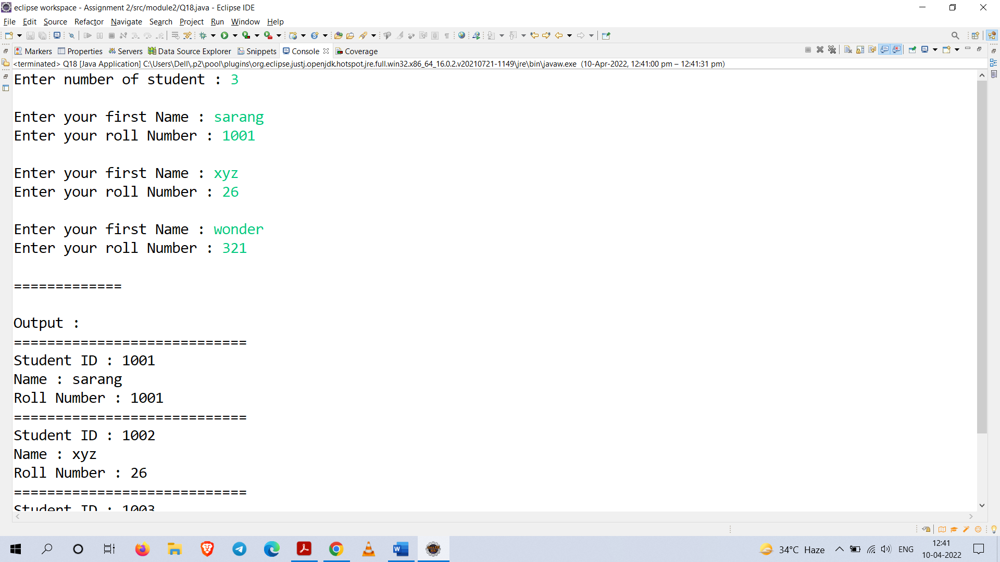 eclipse workspace - Assignment 2/src/module2/Q18.java - Eclipse IDE
File Edit Source Refactor Navigate Search Project Run Window Help
Markers Properties Servers Data Source Explorer Snippets Console Coverage
<terminated> Q18 [Java Application] C:\Users\Dell\.p2\pool\plugins\org.eclipse.justj.openjdk.hotspot.jre.full.win32.x86_64_16.0.2.v20210721-1149\jre\bin\javaw.exe (10-Apr-2022, 12:41:00 pm – 12:41:31 pm)
Enter number of student : 3
Enter your first Name : sarang
Enter your roll Number : 1001
Enter your first Name : xyz
Enter your roll Number : 26
Enter your first Name : wonder
Enter your roll Number : 321
=============
Output :
============================
Student ID : 1001
Name : sarang
Roll Number : 1001
============================
Student ID : 1002
Name : xyz
Roll Number : 26
============================
Student ID : 1003
34°C Haze ENG 12:41
10-04-2022